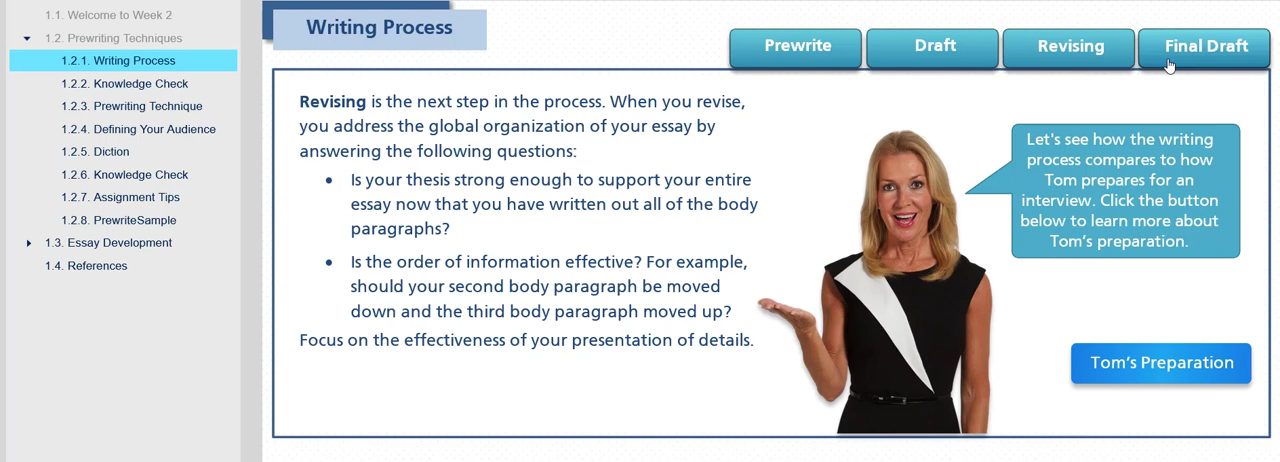 1.1. Welcome to Week 2
1.2. Prewriting Techniques
1.2.1. Writing Process
1.2.2. Knowledge Check
1.2.3. Prewriting Technique
1.2.4. Defining Your Audience
1.2.5. Diction
1.2.6. Knowledge Check
1.2.7. Assignment Tips
1.2.8. PrewriteSample
1.3. Essay Development
1.4. References
Writing Process
Prewrite
Draft
Revising
Final Draft
Revising is the next step in the process. When you revise,
you address the global organization of your essay by
answering the following questions:
• Is your thesis strong enough to support your entire
essay now that you have written out all of the body
paragraphs?
• Is the order of information effective? For example,
should your second body paragraph be moved
down and the third body paragraph moved up?
Focus on the effectiveness of your presentation of details.
Let's see how the writing
process compares to how
Tom prepares for an
interview. Click the button
below to learn more about
Tom's preparation.
Tom's Preparation